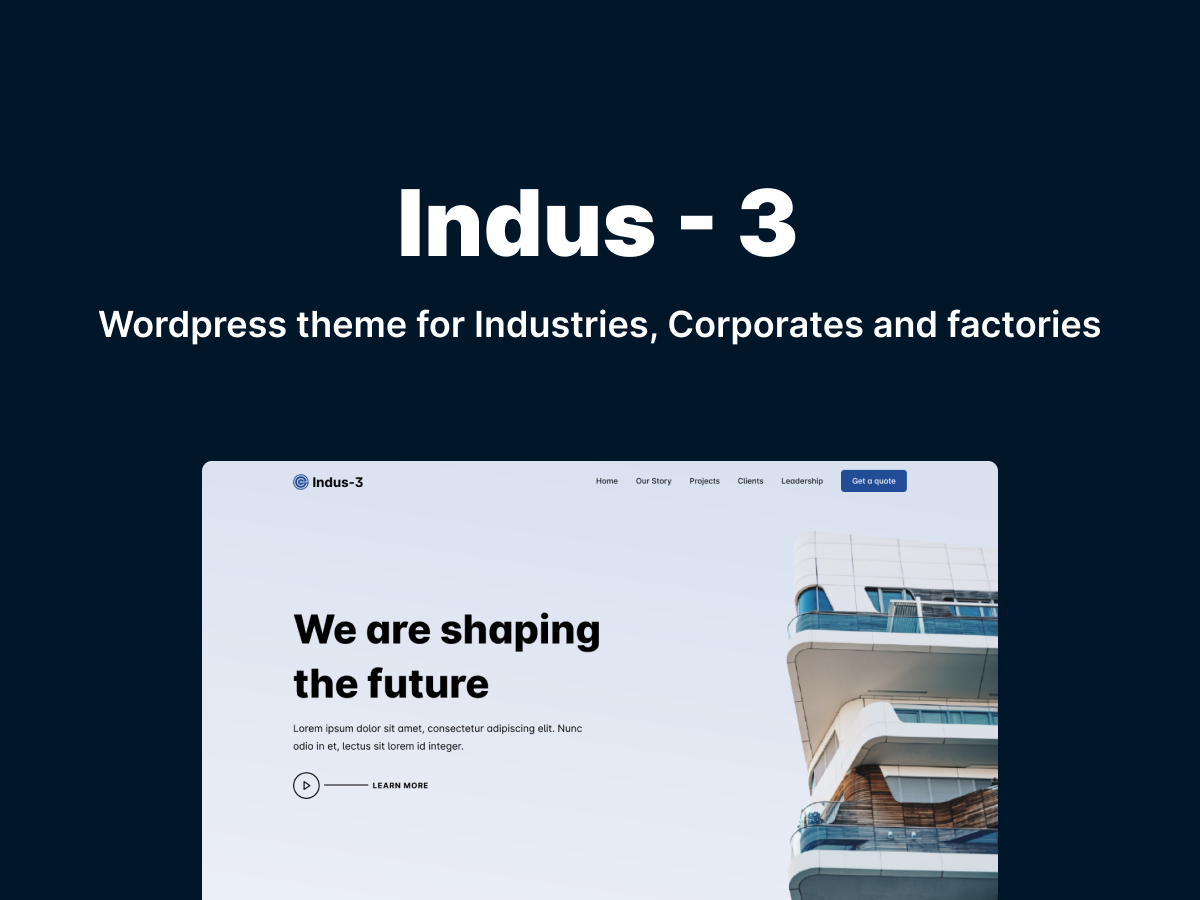 Indus - 3
Wordpress theme for Industries, Corporates and factories
Indus-3
Home Our Story Projects Clients Leadership Get a quote
We are shaping
the future
Lorem ipsum dolor sit amet, consectetur adipiscing elit. Nunc
odio in et, lectus sit lorem id integer.
LEARN MORE